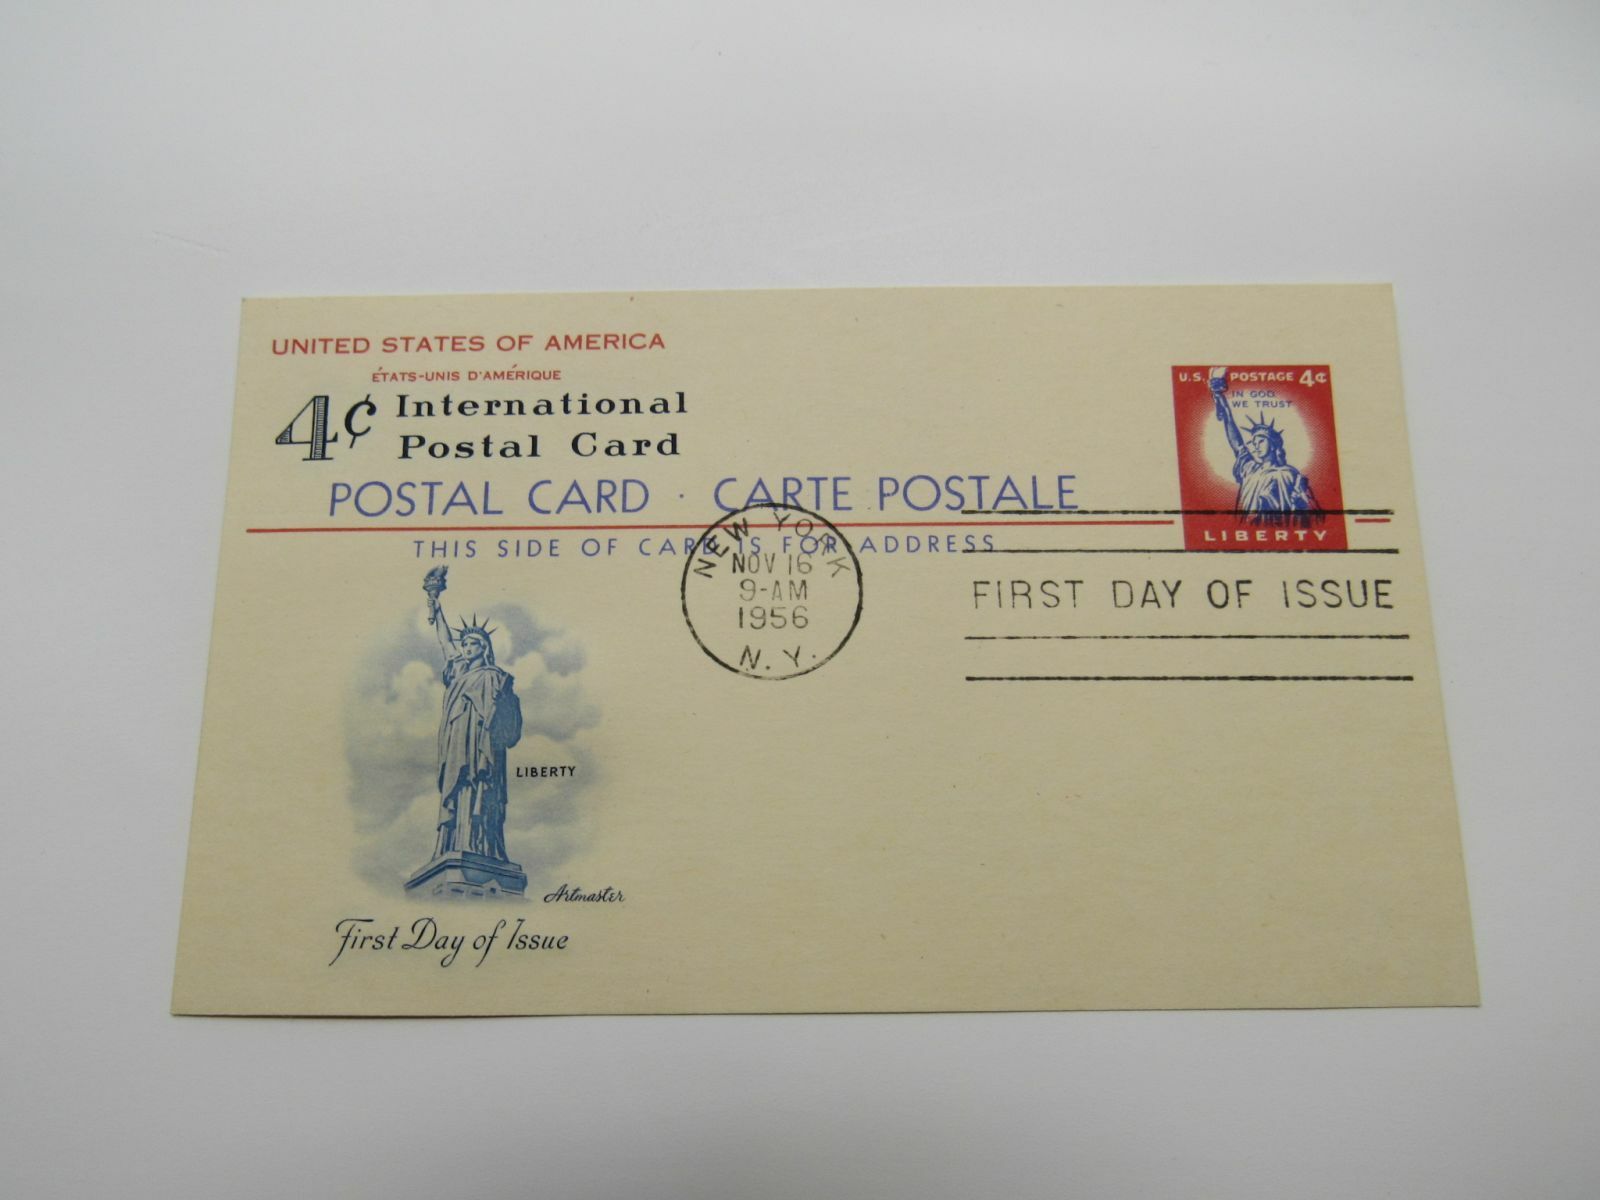 UNITED STATES OF AMERICA
ÉTATS-UNIS D'AMÉRIQUE
4¢ International
Postal Card
POSTAL CARD · CARTE POSTALE
THIS SIDE OF CARD IS FOR ADDRESS
U.S. POSTAGE 4¢
IN GOD
WE TRUST
LIBERTY
NEW YORK
NOV 16
9-AM
1956
N. Y.
FIRST DAY OF ISSUE
LIBERTY
Artmaster
First Day of Issue